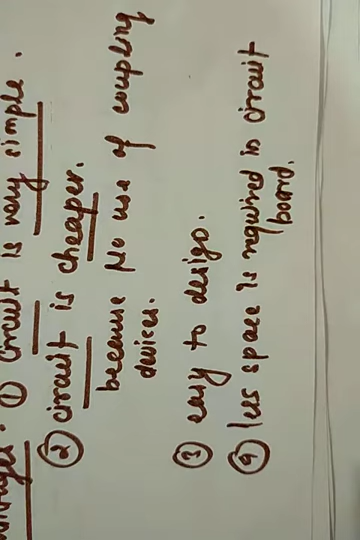 ① Circuit is very simple.
② circuit is cheaper.
because No use of coupling
devices.
③ easy to design.
④ less space is required in circuit
board.